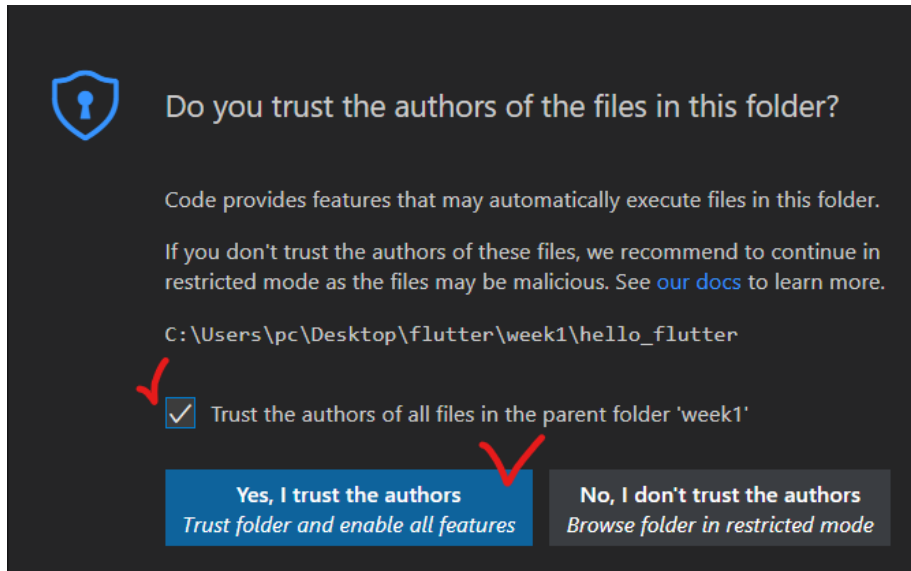 Do you trust the authors of the files in this folder?
Code provides features that may automatically execute files in this folder.
If you don't trust the authors of these files, we recommend to continue in
restricted mode as the files may be malicious. See our docs to learn more.
C:\Users\pc\Desktop\flutter\week1\hello_flutter
Trust the authors of all files in the parent folder 'week1'
Yes, I trust the authors
Trust folder and enable all features
No, I don't trust the authors
Browse folder in restricted mode